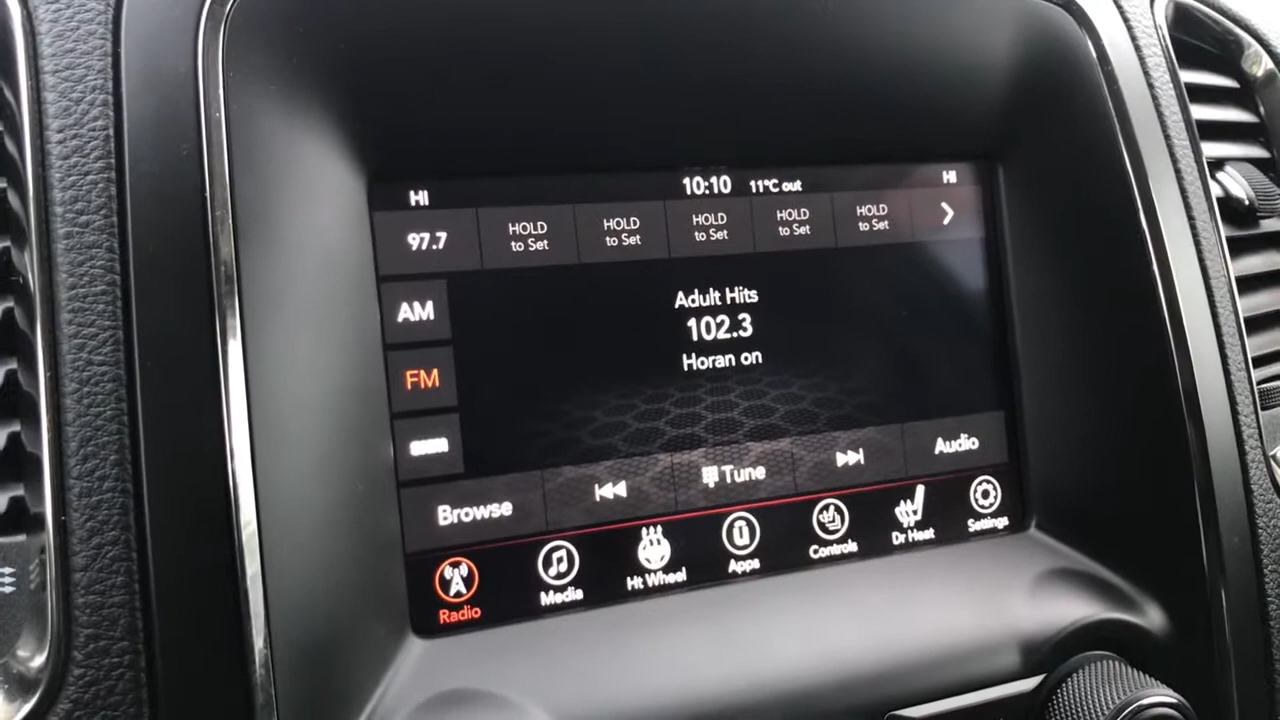 HI 10:10 11°C out HI
97.7 HOLD to Set HOLD to Set HOLD to Set HOLD to Set HOLD to Set
AM
FM
Adult Hits
102.3
Horan on
Browse Tune Audio
Radio Media Ht Wheel Apps Controls Dr Heat Settings